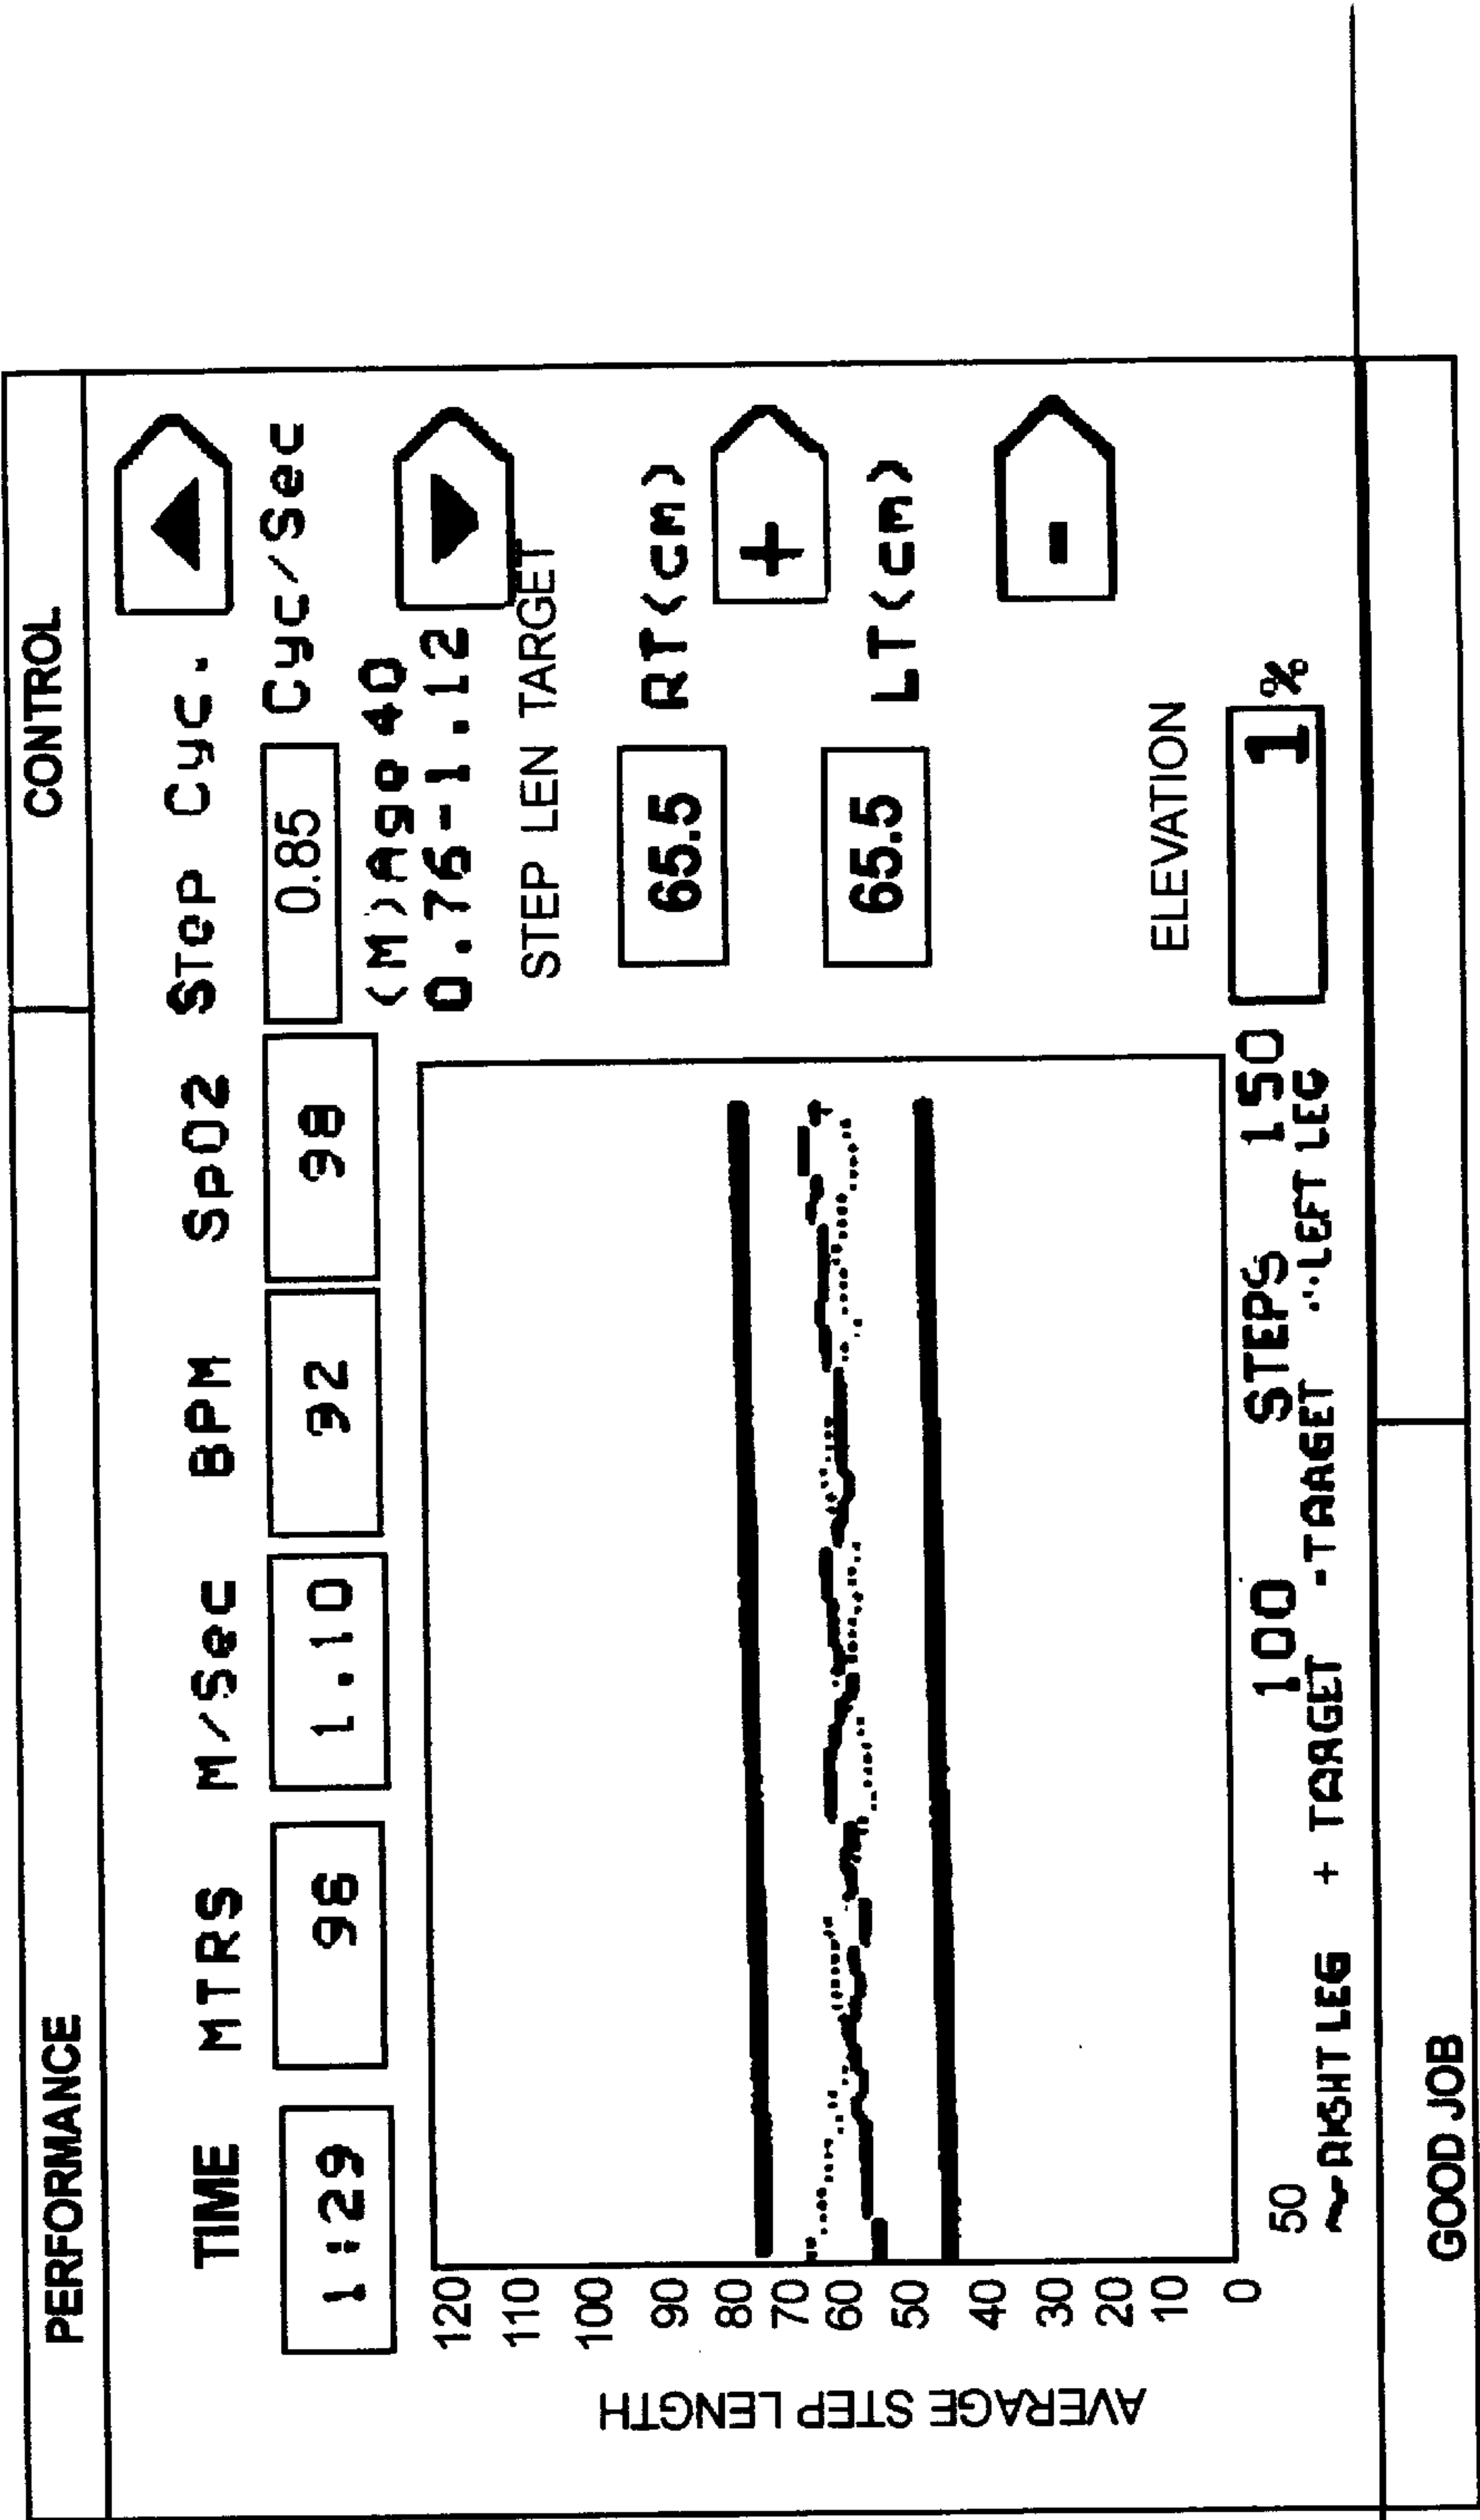 PERFORMANCE CONTROL
TIME MTRS M/Sec BPM SpO2 Step Cyc.
1:29 96 1.10 92 98 0.85 Cyc/Sec
(M)Age 40
0.76-1.12
STEP LEN TARGET
65.5 RT(cm)
+
65.5 LT(cm)
-
ELEVATION
1 %
AVERAGE STEP LENGTH
120
110
100
90
80
70
60
50
40
30
20
10
0
50 100 STEPS 150
RIGHT LEG + TARGET -TARGET LEFT LEG
GOOD JOB